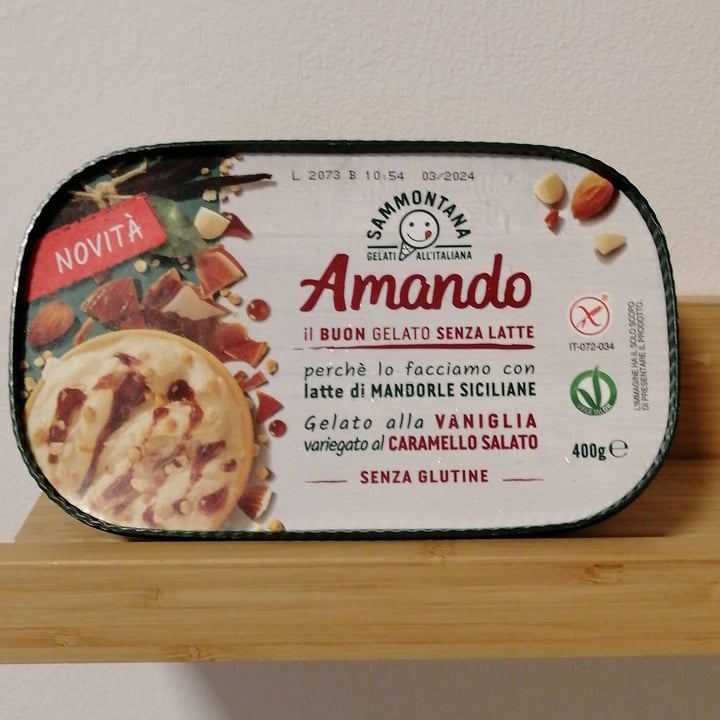 L 2073 B 10:54 03/2024
NOVITÀ
SAMMONTANA
GELATI ALL'ITALIANA
Amando
il BUON GELATO SENZA LATTE
perchè lo facciamo con
latte di MANDORLE SICILIANE
Gelato alla VANIGLIA
variegato al CARAMELLO SALATO
SENZA GLUTINE
IT-072-034
400g e
L'IMMAGINE HA IL SOLO SCOPO
DI PRESENTARE IL PRODOTTO.